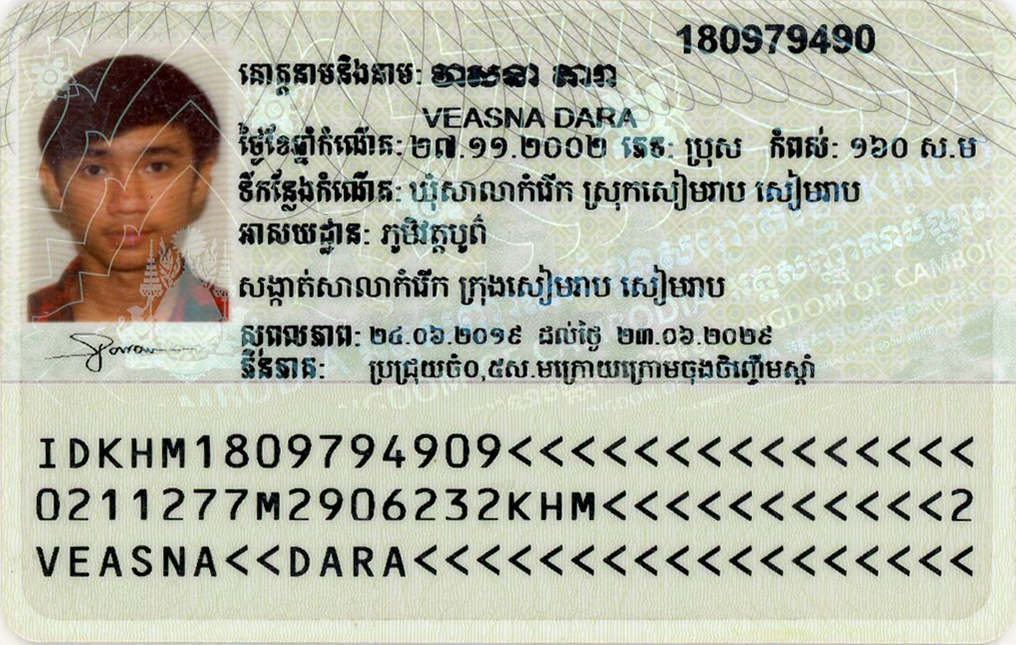 180979490
គោត្តនាមនិងនាម: វាសនា តារា
VEASNA DARA
ថ្ងៃខែឆ្នាំកំណើត: ២៧.១១.២០០២ ភេទ: ប្រុស កំពស់: ១៦០ ស.ម
ទីកន្លែងកំណើត: ឃុំសាលាកំរើក ស្រុកសៀមរាប សៀមរាប
អាសយដ្ឋាន: ភូមិវត្តបូព៌
សង្កាត់សាលាកំរើក ក្រុងសៀមរាប សៀមរាប
សុពលភាព: ២៤.០៦.២០១៩ ដល់ថ្ងៃ ២៣.០៦.២០២៩
ភិនភាគ: ប្រជ្រុយចំ០,៥ស.មក្រោយក្រោមចុងចិញ្ចើមស្តាំ
IDKHM1809794909<<<<<<<<<<<<<<<
0211277M2906232KHM<<<<<<<<<<<2
VEASNA<<DARA<<<<<<<<<<<<<<<<<<